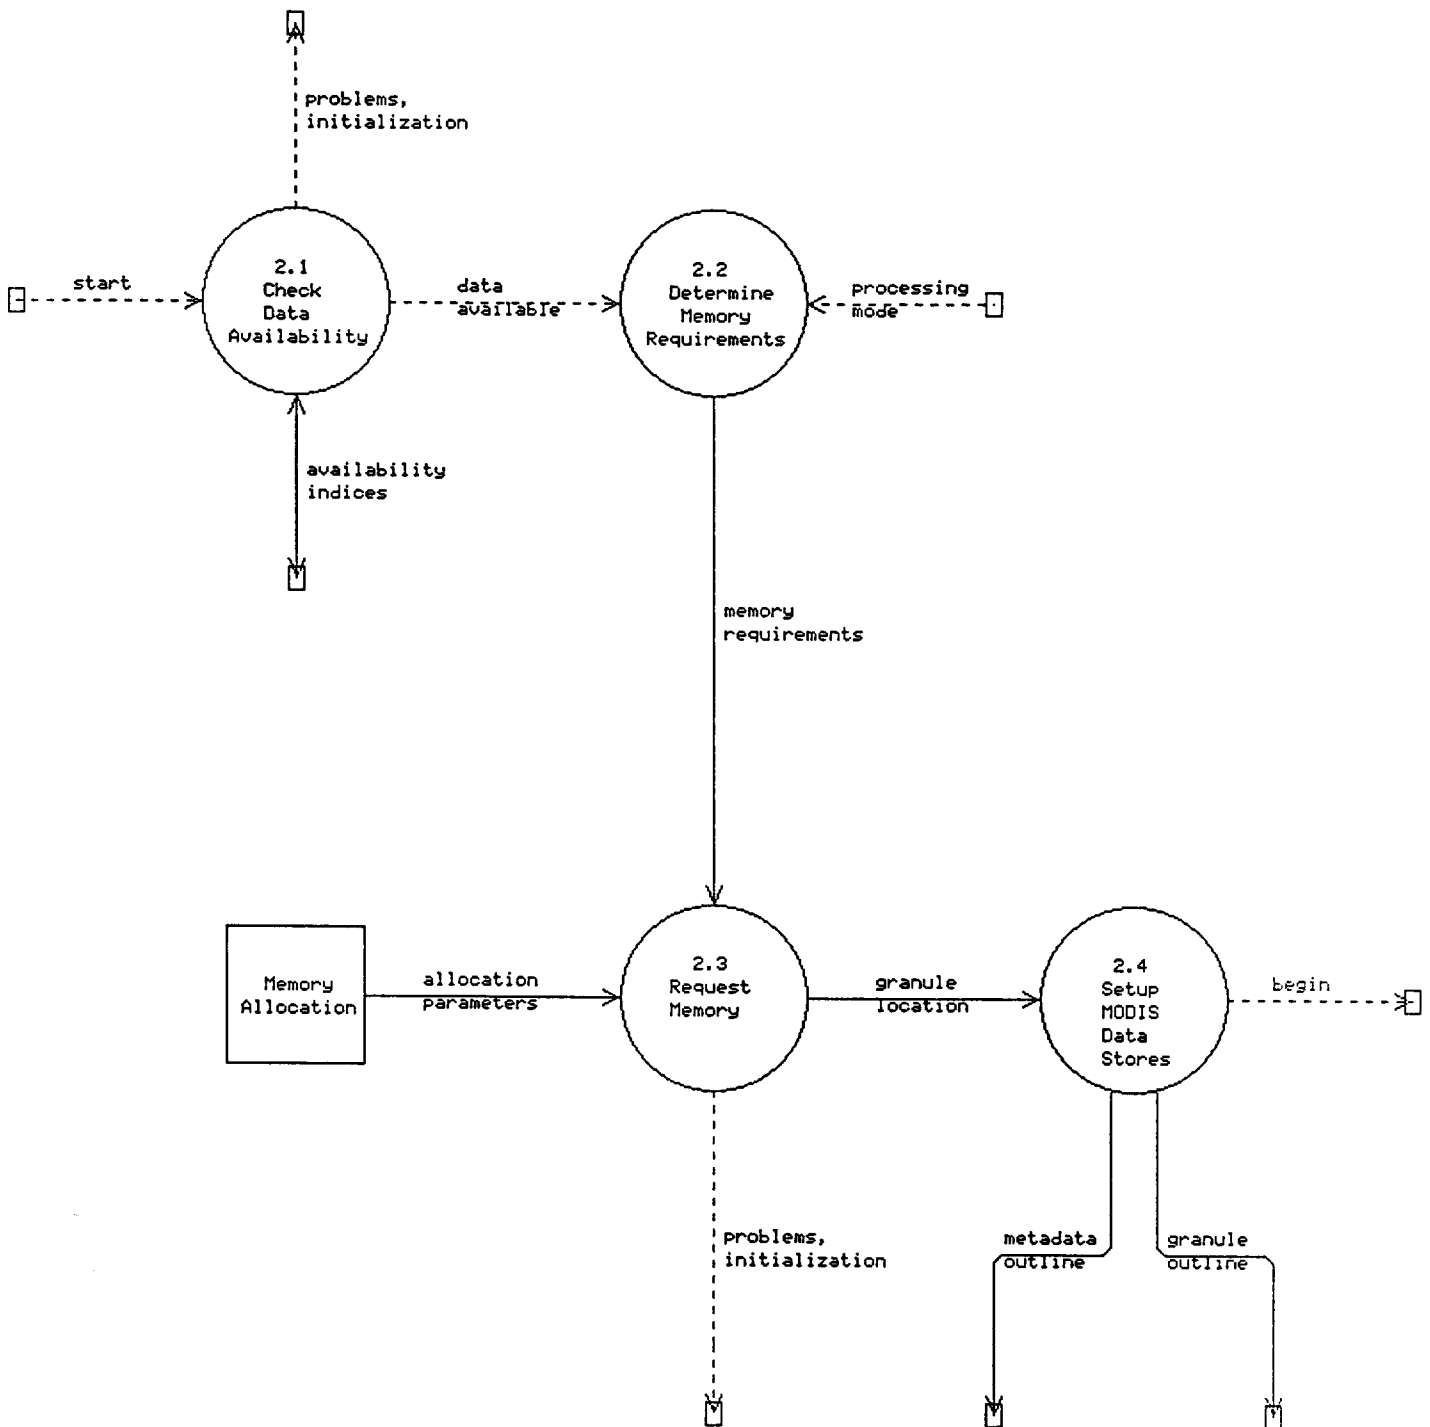 problems,
initialization
start
2.1
Check
Data
Availability
data
available
2.2
Determine
Memory
Requirements
processing
mode
availability
indices
memory
requirements
Memory
Allocation
allocation
parameters
2.3
Request
Memory
granule
location
2.4
Setup
MODIS
Data
Stores
begin
problems,
initialization
metadata
outline
granule
outline